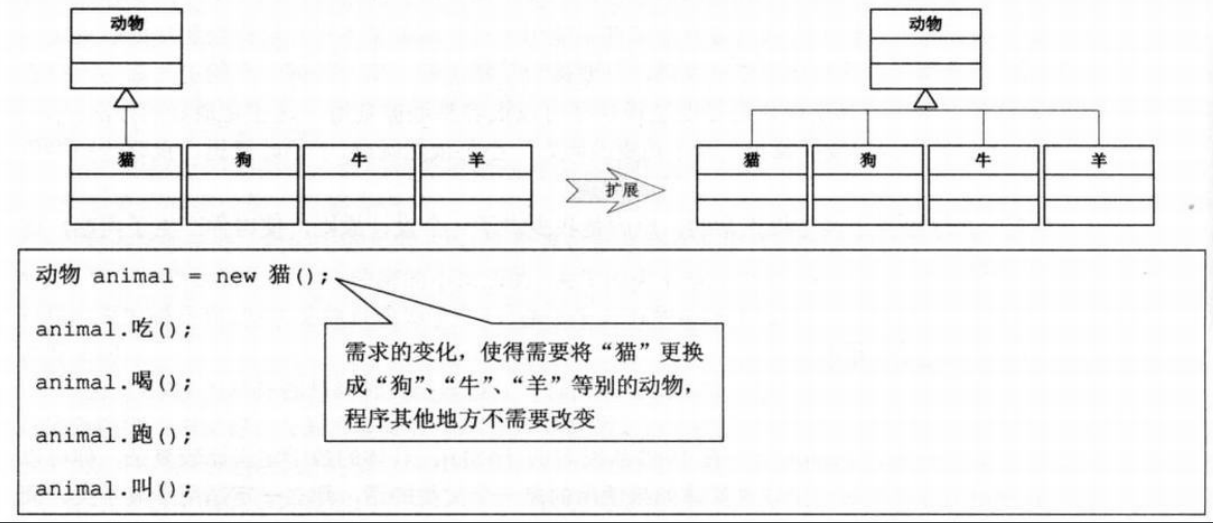 动物
动物
猫
狗
牛
羊
扩展
猫
狗
牛
羊
动物 animal = new 猫();
animal.吃();
animal.喝();
animal.跑();
animal.叫();
需求的变化，使得需要将“猫”更换
成“狗”、“牛”、“羊”等别的动物，
程序其他地方不需要改变